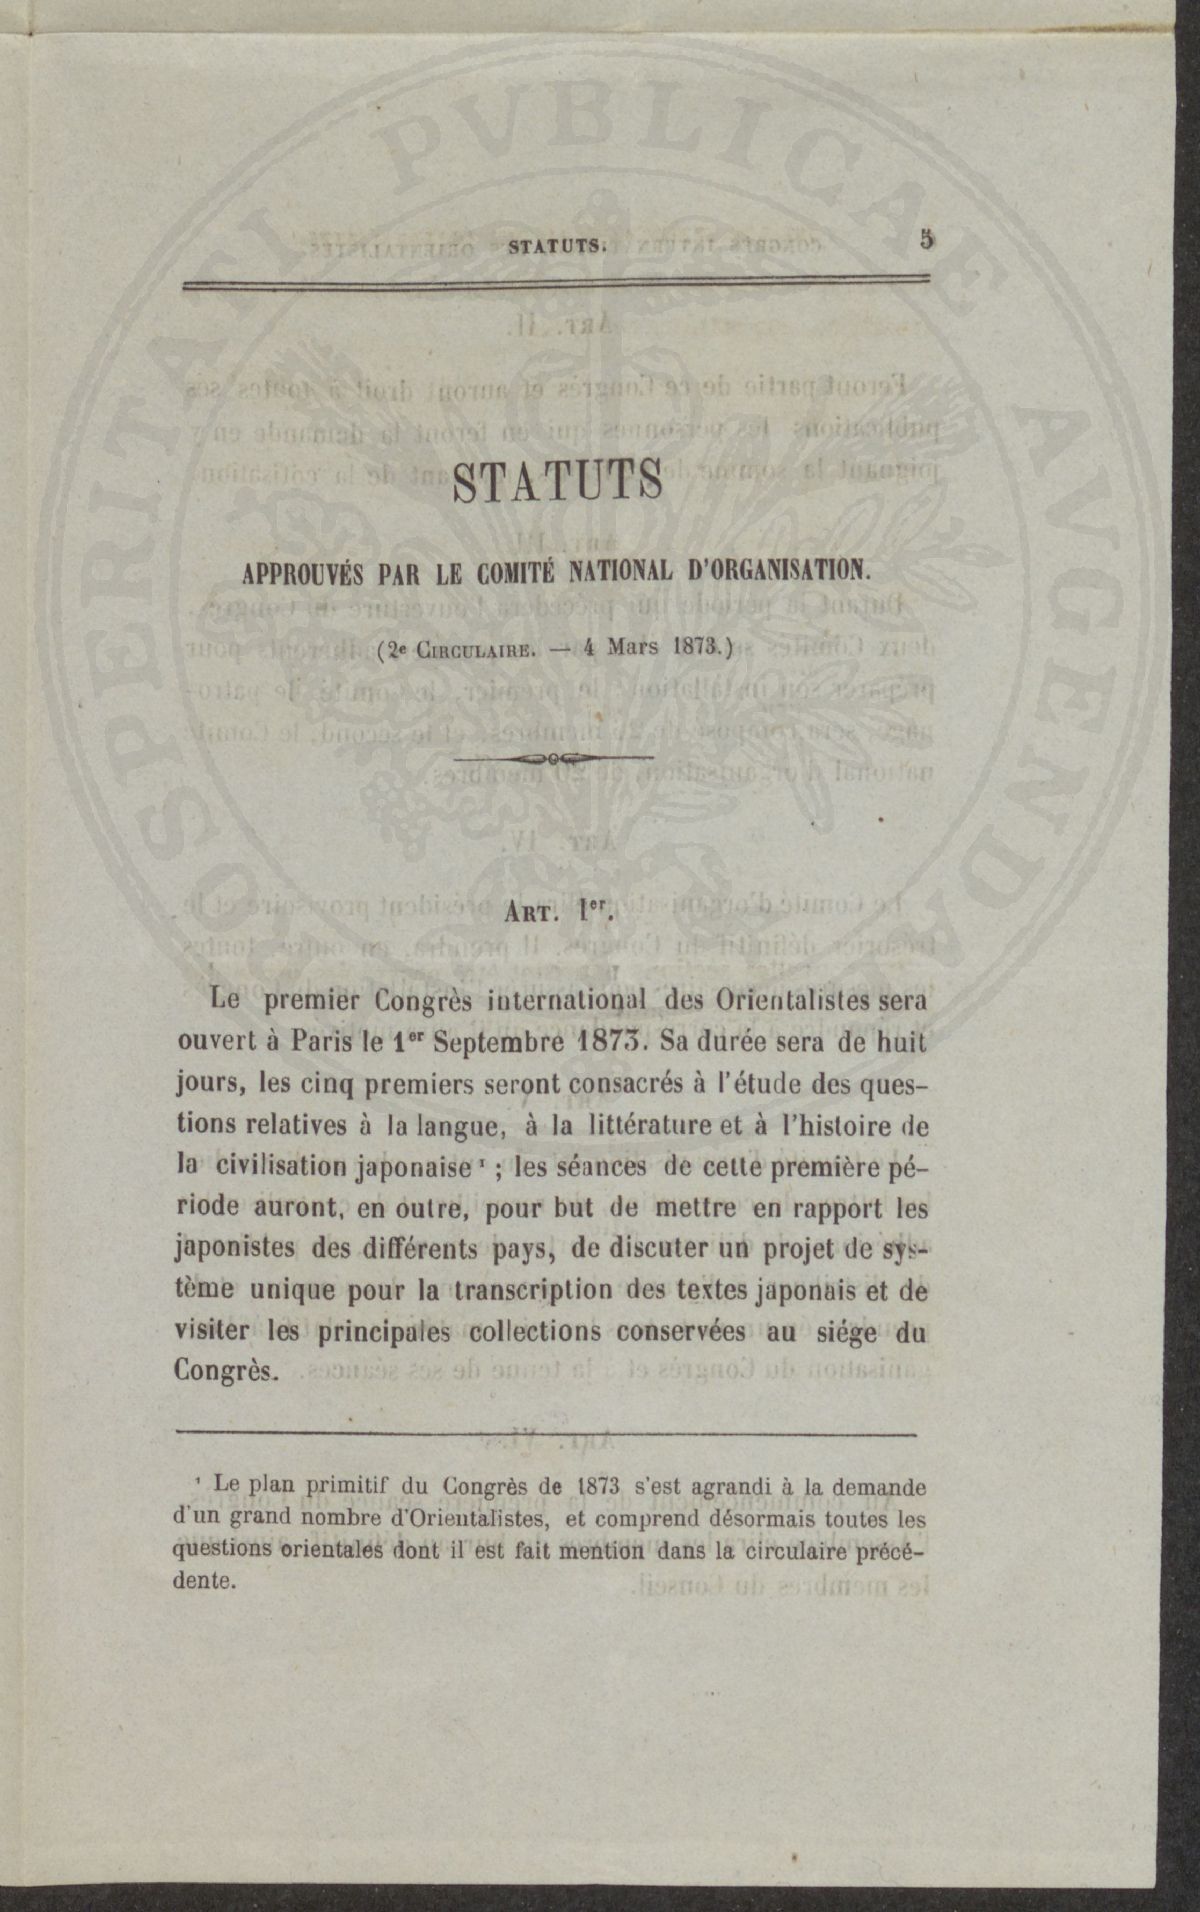 STATUTS. 5
STATUTS
APPROUVÉS PAR LE COMITÉ NATIONAL D'ORGANISATION.
(2e CIRCULAIRE. — 4 Mars 1873.)
ART. Ier.
Le premier Congrès international des Orientalistes sera
ouvert à Paris le 1er Septembre 1873. Sa durée sera de huit
jours, les cinq premiers seront consacrés à l'étude des ques-
tions relatives à la langue, à la littérature et à l'histoire de
la civilisation japonaise ¹ ; les séances de cette première pé-
riode auront, en outre, pour but de mettre en rapport les
japonistes des différents pays, de discuter un projet de sys-
tème unique pour la transcription des textes japonais et de
visiter les principales collections conservées au siége du
Congrès.
¹ Le plan primitif du Congrès de 1873 s'est agrandi à la demande
d'un grand nombre d'Orientalistes, et comprend désormais toutes les
questions orientales dont il est fait mention dans la circulaire précé-
dente.
PROSPERITATI PVBLICAE AVGENDAE